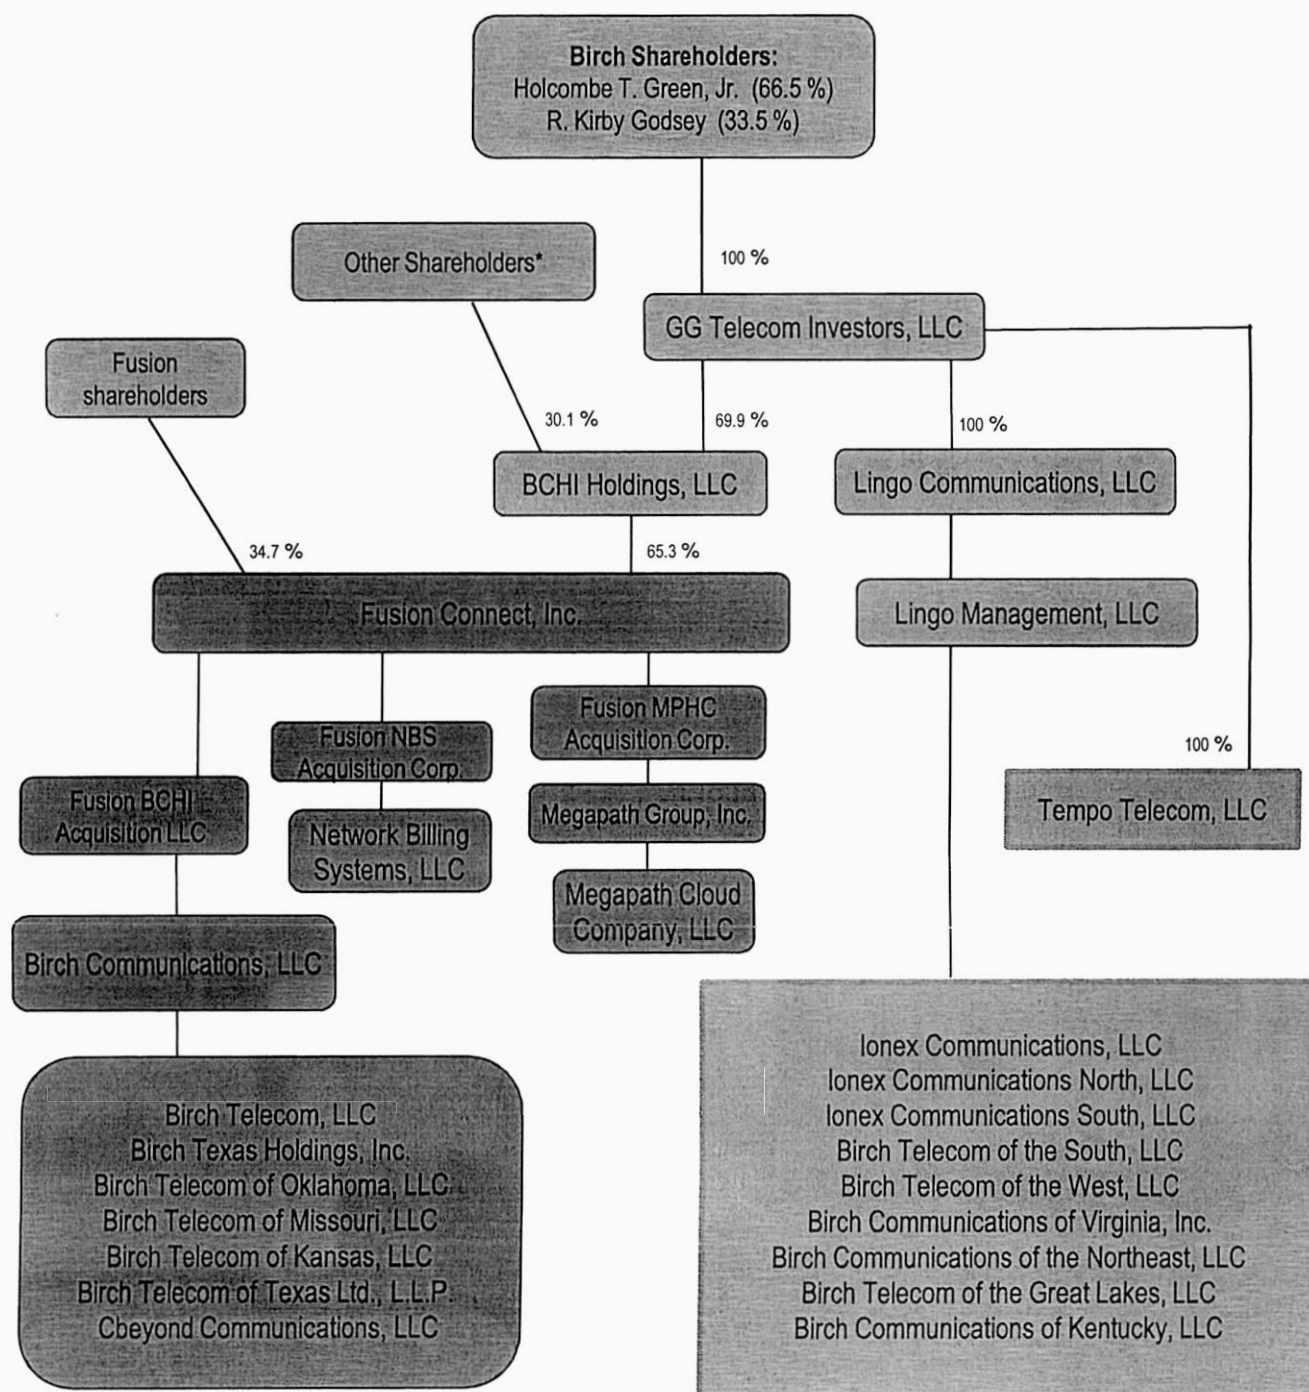 Birch Shareholders:
Holcombe T. Green, Jr. (66.5 %)
R. Kirby Godsey (33.5 %)
Other Shareholders*
100 %
GG Telecom Investors, LLC
Fusion
shareholders
30.1 %
69.9 %
100 %
BCHI Holdings, LLC
Lingo Communications, LLC
34.7 %
65.3 %
Fusion Connect, Inc.
Lingo Management, LLC
Fusion MPHC
Acquisition Corp.
Fusion NBS
Acquisition Corp.
100 %
Fusion BCHI
Acquisition LLC
Megapath Group, Inc.
Tempo Telecom, LLC
Network Billing
Systems, LLC
Megapath Cloud
Company, LLC
Birch Communications, LLC
Birch Telecom, LLC
Birch Texas Holdings, Inc.
Birch Telecom of Oklahoma, LLC
Birch Telecom of Missouri, LLC
Birch Telecom of Kansas, LLC
Birch Telecom of Texas Ltd., L.L.P.
Cbeyond Communications, LLC
Ionex Communications, LLC
Ionex Communications North, LLC
Ionex Communications South, LLC
Birch Telecom of the South, LLC
Birch Telecom of the West, LLC
Birch Communications of Virginia, Inc.
Birch Communications of the Northeast, LLC
Birch Telecom of the Great Lakes, LLC
Birch Communications of Kentucky, LLC